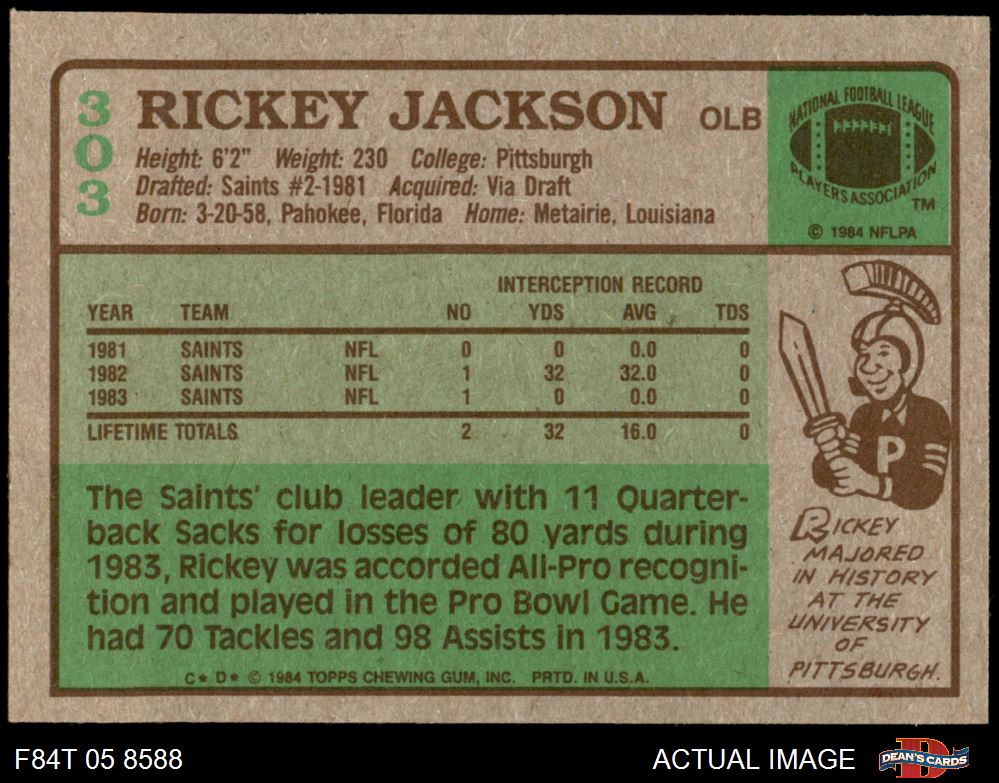 303
RICKEY JACKSON OLB
Height: 6'2" Weight: 230 College: Pittsburgh
Drafted: Saints #2-1981 Acquired: Via Draft
Born: 3-20-58, Pahokee, Florida Home: Metairie, Louisiana
NATIONAL FOOTBALL LEAGUE
PLAYERS ASSOCIATION
TM
© 1984 NFLPA
INTERCEPTION RECORD
YEAR TEAM NO YDS AVG TDS
1981 SAINTS NFL 0 0 0.0 0
1982 SAINTS NFL 1 32 32.0 0
1983 SAINTS NFL 1 0 0.0 0
LIFETIME TOTALS 2 32 16.0 0
The Saints' club leader with 11 Quarter-
back Sacks for losses of 80 yards during
1983, Rickey was accorded All-Pro recogni-
tion and played in the Pro Bowl Game. He
had 70 Tackles and 98 Assists in 1983.
C★ D★ © 1984 TOPPS CHEWING GUM, INC. PRTD. IN U.S.A.
P
RICKEY
MAJORED
IN HISTORY
AT THE
UNIVERSITY
OF
PITTSBURGH.
F84T 05 8588
ACTUAL IMAGE
D
DEAN'S CARDS